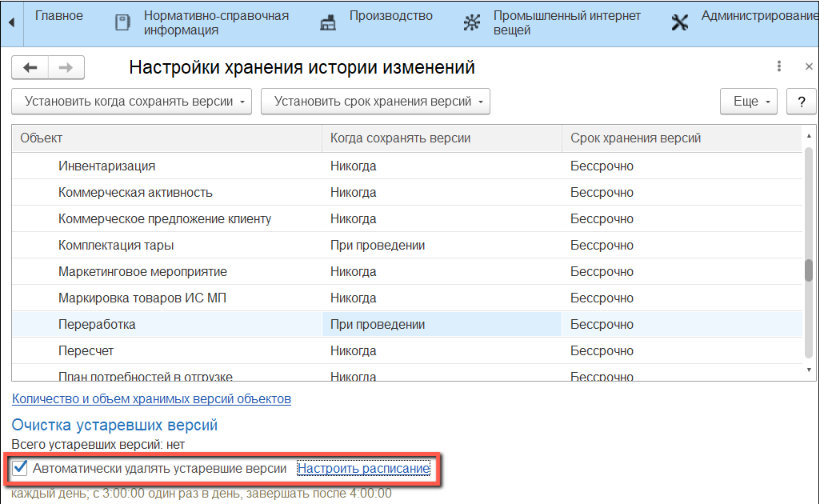 Главное
Нормативно-справочная
информация
Производство
Промышленный интернет
вещей
Администрирование
Настройки хранения истории изменений
Установить когда сохранять версии Установить срок хранения версий Еще ?
Объект Когда сохранять версии Срок хранения версий
Инвентаризация Никогда Бессрочно
Коммерческая активность Никогда Бессрочно
Коммерческое предложение клиенту Никогда Бессрочно
Комплектация тары При проведении Бессрочно
Маркетинговое мероприятие Никогда Бессрочно
Маркировка товаров ИС МП Никогда Бессрочно
Переработка При проведении Бессрочно
Пересчет Никогда Бессрочно
План потребностей в отгрузке Никогда Бессрочно
Количество и объем хранимых версий объектов
Очистка устаревших версий
Всего устаревших версий: нет
Автоматически удалять устаревшие версии Настроить расписание
каждый день; с 3:00:00 один раз в день, завершать после 4:00:00